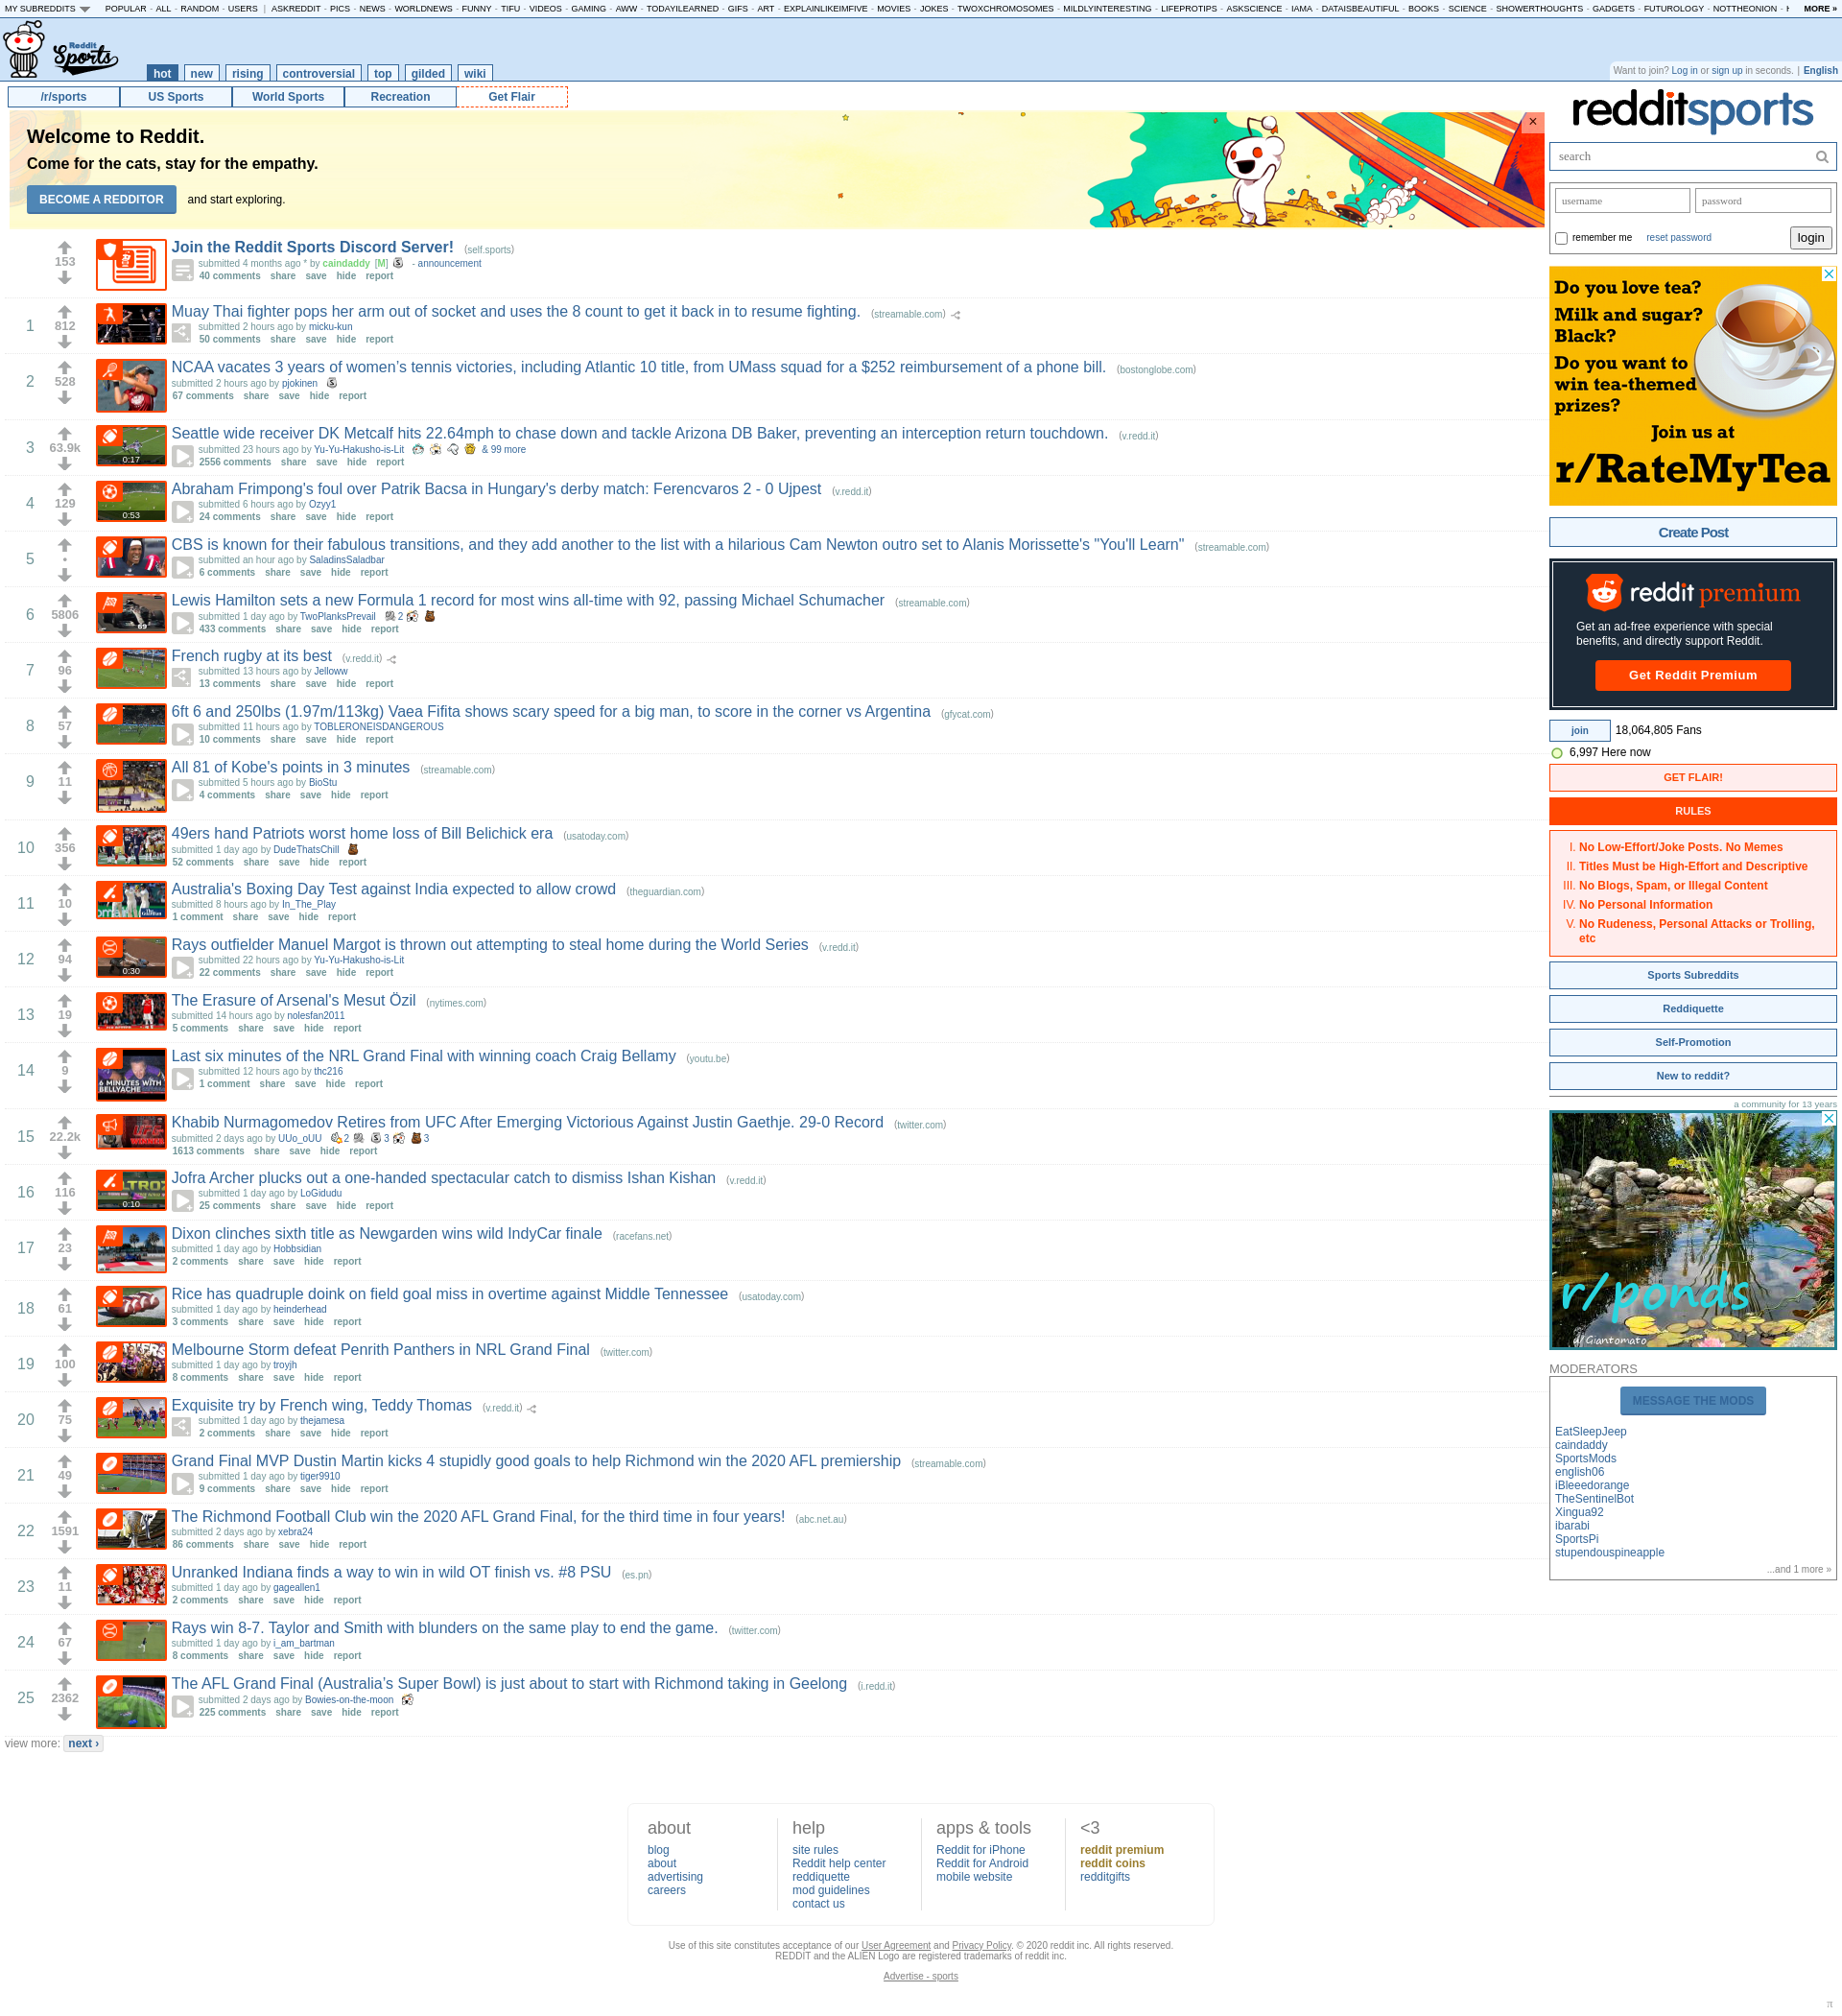 MY SUBREDDITS POPULAR - ALL - RANDOM - USERS | ASKREDDIT - PICS - NEWS - WORLDNEWS - FUNNY - TIFU - VIDEOS - GAMING - AWW - TODAYILEARNED - GIFS - ART - EXPLAINLIKEIMFIVE - MOVIES - JOKES - TWOXCHROMOSOMES - MILDLYINTERESTING - LIFEPROTIPS - ASKSCIENCE - IAMA - DATAISBEAUTIFUL - BOOKS - SCIENCE - SHOWERTHOUGHTS - GADGETS - FUTUROLOGY - NOTTHEONION - MORE »
Reddit Sports
hot new rising controversial top gilded wiki
Want to join? Log in or sign up in seconds. | English
/r/sports US Sports World Sports Recreation Get Flair
redditsports
Welcome to Reddit.
Come for the cats, stay for the empathy.
BECOME A REDDITOR and start exploring.
×
search
username password
remember me reset password login
153
Join the Reddit Sports Discord Server! (self.sports)
submitted 4 months ago * by caindaddy [M] - announcement
40 comments share save hide report
1 812
Muay Thai fighter pops her arm out of socket and uses the 8 count to get it back in to resume fighting. (streamable.com)
submitted 2 hours ago by micku-kun
50 comments share save hide report
2 528
NCAA vacates 3 years of women's tennis victories, including Atlantic 10 title, from UMass squad for a $252 reimbursement of a phone bill. (bostonglobe.com)
submitted 2 hours ago by pjokinen
67 comments share save hide report
3 63.9k
0:17
Seattle wide receiver DK Metcalf hits 22.64mph to chase down and tackle Arizona DB Baker, preventing an interception return touchdown. (v.redd.it)
submitted 23 hours ago by Yu-Yu-Hakusho-is-Lit & 99 more
2556 comments share save hide report
4 129
0:53
Abraham Frimpong's foul over Patrik Bacsa in Hungary's derby match: Ferencvaros 2 - 0 Ujpest (v.redd.it)
submitted 6 hours ago by Ozyy1
24 comments share save hide report
5 •
CBS is known for their fabulous transitions, and they add another to the list with a hilarious Cam Newton outro set to Alanis Morissette's "You'll Learn" (streamable.com)
submitted an hour ago by SaladinsSaladbar
6 comments share save hide report
6 5806
Lewis Hamilton sets a new Formula 1 record for most wins all-time with 92, passing Michael Schumacher (streamable.com)
submitted 1 day ago by TwoPlanksPrevail 2
433 comments share save hide report
7 96
French rugby at its best (v.redd.it)
submitted 13 hours ago by Jelloww
13 comments share save hide report
8 57
6ft 6 and 250lbs (1.97m/113kg) Vaea Fifita shows scary speed for a big man, to score in the corner vs Argentina (gfycat.com)
submitted 11 hours ago by TOBLERONEISDANGEROUS
10 comments share save hide report
9 11
All 81 of Kobe's points in 3 minutes (streamable.com)
submitted 5 hours ago by BioStu
4 comments share save hide report
10 356
49ers hand Patriots worst home loss of Bill Belichick era (usatoday.com)
submitted 1 day ago by DudeThatsChill
52 comments share save hide report
11 10
Australia's Boxing Day Test against India expected to allow crowd (theguardian.com)
submitted 8 hours ago by In_The_Play
1 comment share save hide report
12 94
0:30
Rays outfielder Manuel Margot is thrown out attempting to steal home during the World Series (v.redd.it)
submitted 22 hours ago by Yu-Yu-Hakusho-is-Lit
22 comments share save hide report
13 19
The Erasure of Arsenal's Mesut Özil (nytimes.com)
submitted 14 hours ago by nolesfan2011
5 comments share save hide report
14 9
6 MINUTES WITH BELLYACHE
Last six minutes of the NRL Grand Final with winning coach Craig Bellamy (youtu.be)
submitted 12 hours ago by thc216
1 comment share save hide report
15 22.2k
Khabib Nurmagomedov Retires from UFC After Emerging Victorious Against Justin Gaethje. 29-0 Record (twitter.com)
submitted 2 days ago by UUo_oUU 2 3 3
1613 comments share save hide report
16 116
0:10
Jofra Archer plucks out a one-handed spectacular catch to dismiss Ishan Kishan (v.redd.it)
submitted 1 day ago by LoGidudu
25 comments share save hide report
17 23
Dixon clinches sixth title as Newgarden wins wild IndyCar finale (racefans.net)
submitted 1 day ago by Hobbsidian
2 comments share save hide report
18 61
Rice has quadruple doink on field goal miss in overtime against Middle Tennessee (usatoday.com)
submitted 1 day ago by heinderhead
3 comments share save hide report
19 100
Melbourne Storm defeat Penrith Panthers in NRL Grand Final (twitter.com)
submitted 1 day ago by troyjh
8 comments share save hide report
20 75
Exquisite try by French wing, Teddy Thomas (v.redd.it)
submitted 1 day ago by thejamesa
2 comments share save hide report
21 49
Grand Final MVP Dustin Martin kicks 4 stupidly good goals to help Richmond win the 2020 AFL premiership (streamable.com)
submitted 1 day ago by tiger9910
9 comments share save hide report
22 1591
The Richmond Football Club win the 2020 AFL Grand Final, for the third time in four years! (abc.net.au)
submitted 2 days ago by xebra24
86 comments share save hide report
23 11
Unranked Indiana finds a way to win in wild OT finish vs. #8 PSU (es.pn)
submitted 1 day ago by gageallen1
2 comments share save hide report
24 67
Rays win 8-7. Taylor and Smith with blunders on the same play to end the game. (twitter.com)
submitted 1 day ago by i_am_bartman
8 comments share save hide report
25 2362
The AFL Grand Final (Australia's Super Bowl) is just about to start with Richmond taking in Geelong (i.redd.it)
submitted 2 days ago by Bowies-on-the-moon
225 comments share save hide report
view more: next ›
Do you love tea?
Milk and sugar?
Black?
Do you want to
win tea-themed
prizes?
Join us at
r/RateMyTea
Create Post
reddit premium
Get an ad-free experience with special
benefits, and directly support Reddit.
Get Reddit Premium
join 18,064,805 Fans
6,997 Here now
GET FLAIR!
RULES
I. No Low-Effort/Joke Posts. No Memes
II. Titles Must be High-Effort and Descriptive
III. No Blogs, Spam, or Illegal Content
IV. No Personal Information
V. No Rudeness, Personal Attacks or Trolling,
etc
Sports Subreddits
Reddiquette
Self-Promotion
New to reddit?
a community for 13 years
r/ponds
di Giantomato
MODERATORS
MESSAGE THE MODS
EatSleepJeep
caindaddy
SportsMods
english06
iBleeedorange
TheSentinelBot
Xingua92
ibarabi
SportsPi
stupendouspineapple
...and 1 more »
about
blog
about
advertising
careers
help
site rules
Reddit help center
reddiquette
mod guidelines
contact us
apps & tools
Reddit for iPhone
Reddit for Android
mobile website
<3
reddit premium
reddit coins
redditgifts
Use of this site constitutes acceptance of our User Agreement and Privacy Policy. © 2020 reddit inc. All rights reserved.
REDDIT and the ALIEN Logo are registered trademarks of reddit inc.
Advertise - sports
π